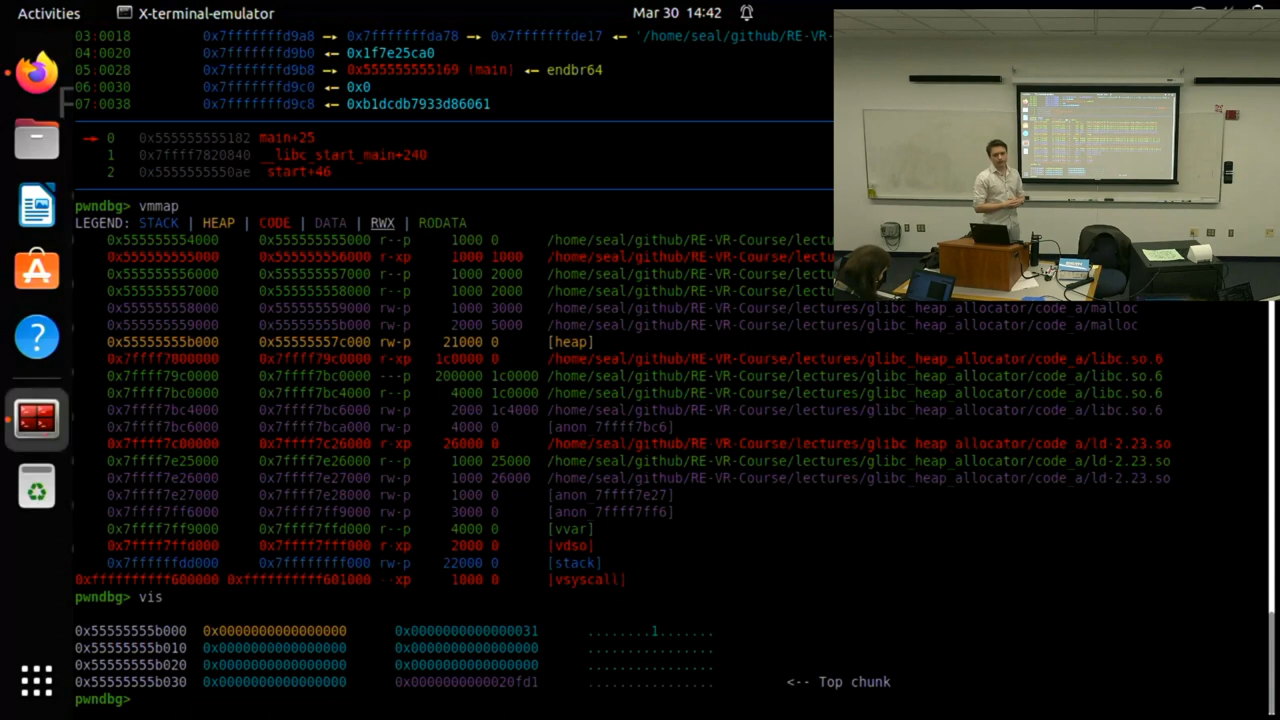 Activities
X-terminal-emulator
Mar 30 14:42
03:0018 0x7fffffffd9a8 → 0x7fffffffda78 → 0x7fffffffde17 ← '/home/seal/github/RE-VR-
04:0020 0x7fffffffd9b0 ← 0x1f7e25ca0
05:0028 0x7fffffffd9b8 → 0x555555555169 (main) ← endbr64
06:0030 0x7fffffffd9c0 ← 0x0
07:0038 0x7fffffffd9c8 ← 0xb1dcdb7933d86061
→ 0 0x555555555182 main+25
1 0x7ffff7820840 __libc_start_main+240
2 0x5555555550ae _start+46
pwndbg> vmmap
LEGEND: STACK | HEAP | CODE | DATA | RWX | RODATA
0x555555554000 0x555555555000 r--p 1000 0 /home/seal/github/RE-VR-Course/lectu
0x555555555000 0x555555556000 r-xp 1000 1000 /home/seal/github/RE-VR-Course/lectu
0x555555556000 0x555555557000 r--p 1000 2000 /home/seal/github/RE-VR-Course/lectu
0x555555557000 0x555555558000 r--p 1000 2000 /home/seal/github/RE-VR-Course/lectu
0x555555558000 0x555555559000 rw-p 1000 3000 /home/seal/github/RE-VR-Course/lectures/glibc_heap_allocator/code_a/malloc
0x555555559000 0x55555555b000 rw-p 2000 5000 /home/seal/github/RE-VR-Course/lectures/glibc_heap_allocator/code_a/malloc
0x55555555b000 0x55555557c000 rw-p 21000 0 [heap]
0x7ffff7800000 0x7ffff79c0000 r-xp 1c0000 0 /home/seal/github/RE-VR-Course/lectures/glibc_heap_allocator/code_a/libc.so.6
0x7ffff79c0000 0x7ffff7bc0000 ---p 200000 1c0000 /home/seal/github/RE-VR-Course/lectures/glibc_heap_allocator/code_a/libc.so.6
0x7ffff7bc0000 0x7ffff7bc4000 r--p 4000 1c0000 /home/seal/github/RE-VR-Course/lectures/glibc_heap_allocator/code_a/libc.so.6
0x7ffff7bc4000 0x7ffff7bc6000 rw-p 2000 1c4000 /home/seal/github/RE-VR-Course/lectures/glibc_heap_allocator/code_a/libc.so.6
0x7ffff7bc6000 0x7ffff7bca000 rw-p 4000 0 [anon_7ffff7bc6]
0x7ffff7c00000 0x7ffff7c26000 r-xp 26000 0 /home/seal/github/RE-VR-Course/lectures/glibc_heap_allocator/code_a/ld-2.23.so
0x7ffff7e25000 0x7ffff7e26000 r--p 1000 25000 /home/seal/github/RE-VR-Course/lectures/glibc_heap_allocator/code_a/ld-2.23.so
0x7ffff7e26000 0x7ffff7e27000 rw-p 1000 26000 /home/seal/github/RE-VR-Course/lectures/glibc_heap_allocator/code_a/ld-2.23.so
0x7ffff7e27000 0x7ffff7e28000 rw-p 1000 0 [anon_7ffff7e27]
0x7ffff7ff6000 0x7ffff7ff9000 rw-p 3000 0 [anon_7ffff7ff6]
0x7ffff7ff9000 0x7ffff7ffd000 r--p 4000 0 [vvar]
0x7ffff7ffd000 0x7ffff7fff000 r-xp 2000 0 [vdso]
0x7ffffffdd000 0x7ffffffff000 rw-p 22000 0 [stack]
0xffffffffff600000 0xffffffffff601000 --xp 1000 0 [vsyscall]
pwndbg> vis
0x55555555b000 0x0000000000000000 0x0000000000000031 ........1.......
0x55555555b010 0x0000000000000000 0x0000000000000000 ................
0x55555555b020 0x0000000000000000 0x0000000000000000 ................
0x55555555b030 0x0000000000000000 0x0000000000020fd1 ................ <-- Top chunk
pwndbg>